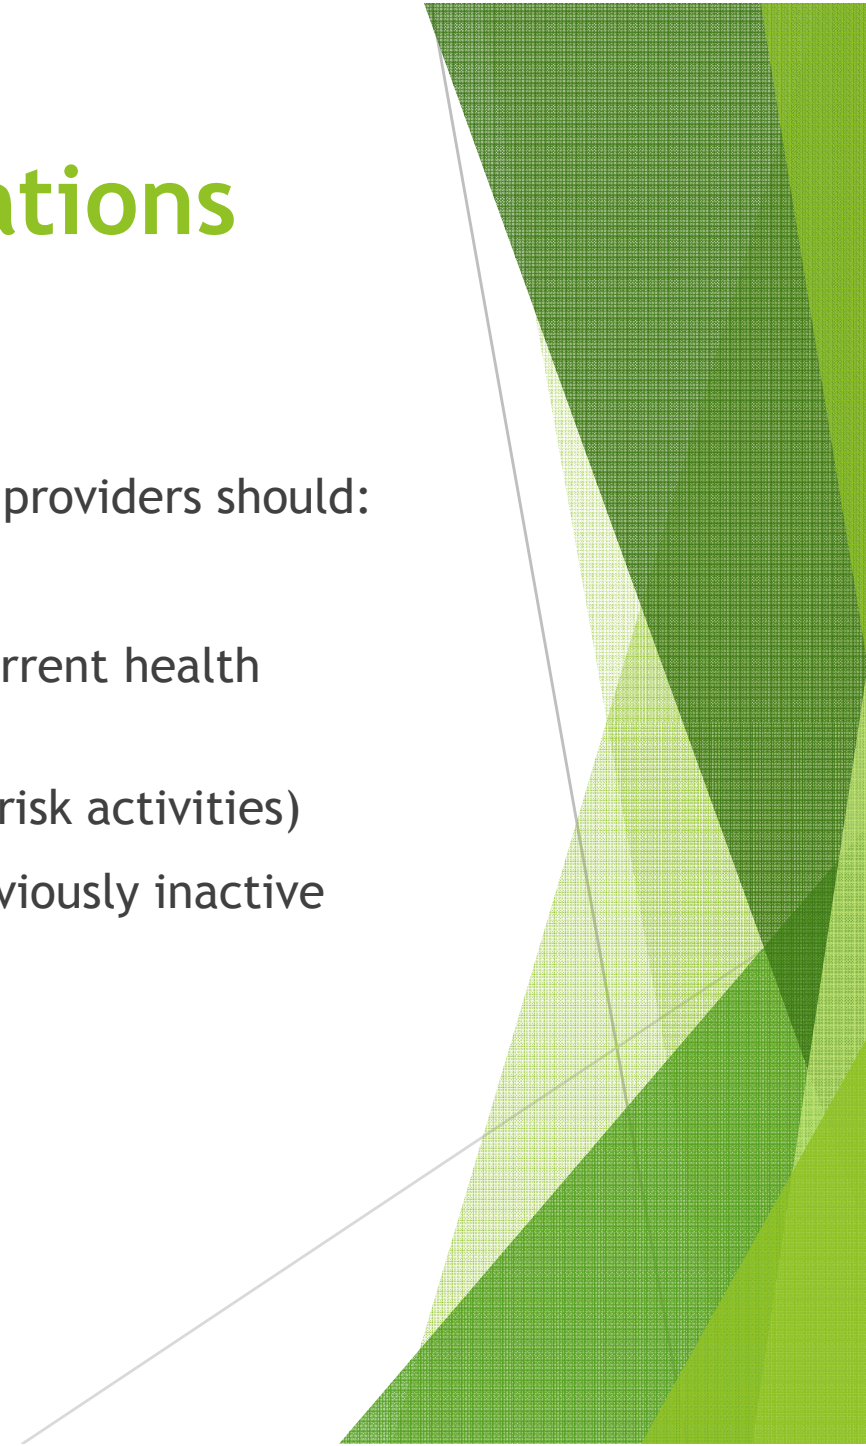 ations
providers should:
rrent health
risk activities)
viously inactive